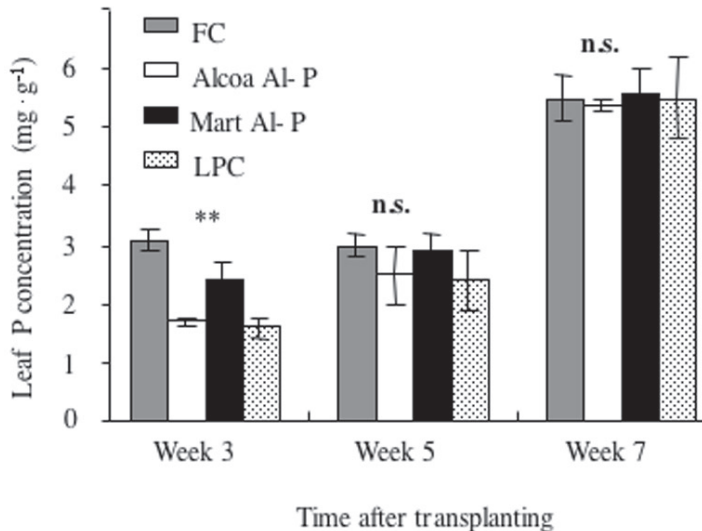 FC
Alcoa Al- P
Mart Al- P
LPC
Leaf P concentration (mg · g⁻¹)
6
5
4
3
2
1
0
**
n.s.
n.s.
Week 3
Week 5
Week 7
Time after transplanting